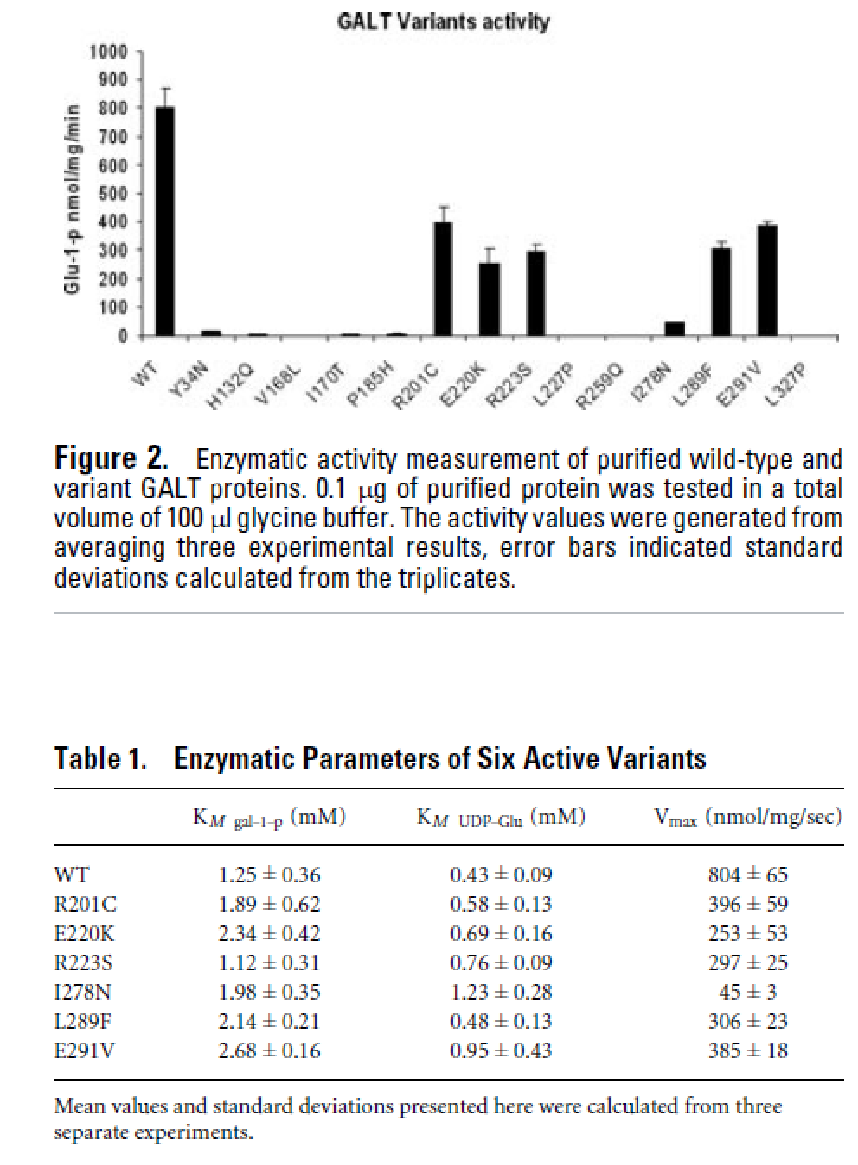 GALT Variants activity
1000
900
800
700
600
500
400
300
200
100
0
Glu-1-p nmol/mg/min
WT
Y34N
H132Q
V168L
I170T
P185H
R201C
E220K
R223S
L227P
R259Q
I278N
L289F
E291V
L327P
Figure 2. Enzymatic activity measurement of purified wild-type and
variant GALT proteins. 0.1 μg of purified protein was tested in a total
volume of 100 μl glycine buffer. The activity values were generated from
averaging three experimental results, error bars indicated standard
deviations calculated from the triplicates.
Table 1. Enzymatic Parameters of Six Active Variants
KM gal–1–p (mM) KM UDP–Glu (mM) Vmax (nmol/mg/sec)
WT 1.25 ± 0.36 0.43 ± 0.09 804 ± 65
R201C 1.89 ± 0.62 0.58 ± 0.13 396 ± 59
E220K 2.34 ± 0.42 0.69 ± 0.16 253 ± 53
R223S 1.12 ± 0.31 0.76 ± 0.09 297 ± 25
I278N 1.98 ± 0.35 1.23 ± 0.28 45 ± 3
L289F 2.14 ± 0.21 0.48 ± 0.13 306 ± 23
E291V 2.68 ± 0.16 0.95 ± 0.43 385 ± 18
Mean values and standard deviations presented here were calculated from three
separate experiments.